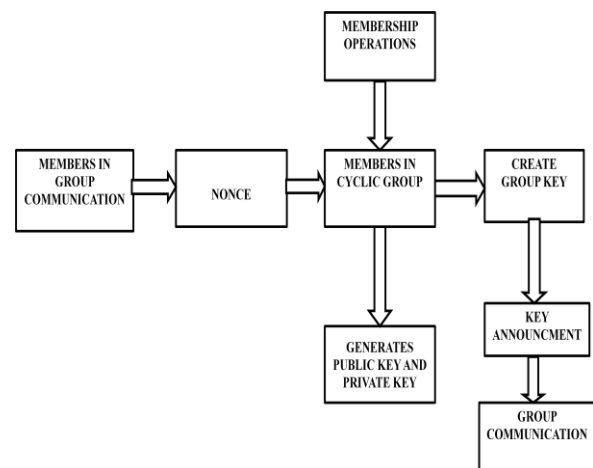 MEMBERSHIP
OPERATIONS
MEMBERS IN
GROUP
COMMUNICATION
NONCE
MEMBERS IN
CYCLIC GROUP
CREATE
GROUP KEY
GENERATES
PUBLIC KEY AND
PRIVATE KEY
KEY
ANNOUNCMENT
GROUP
COMMUNICATION